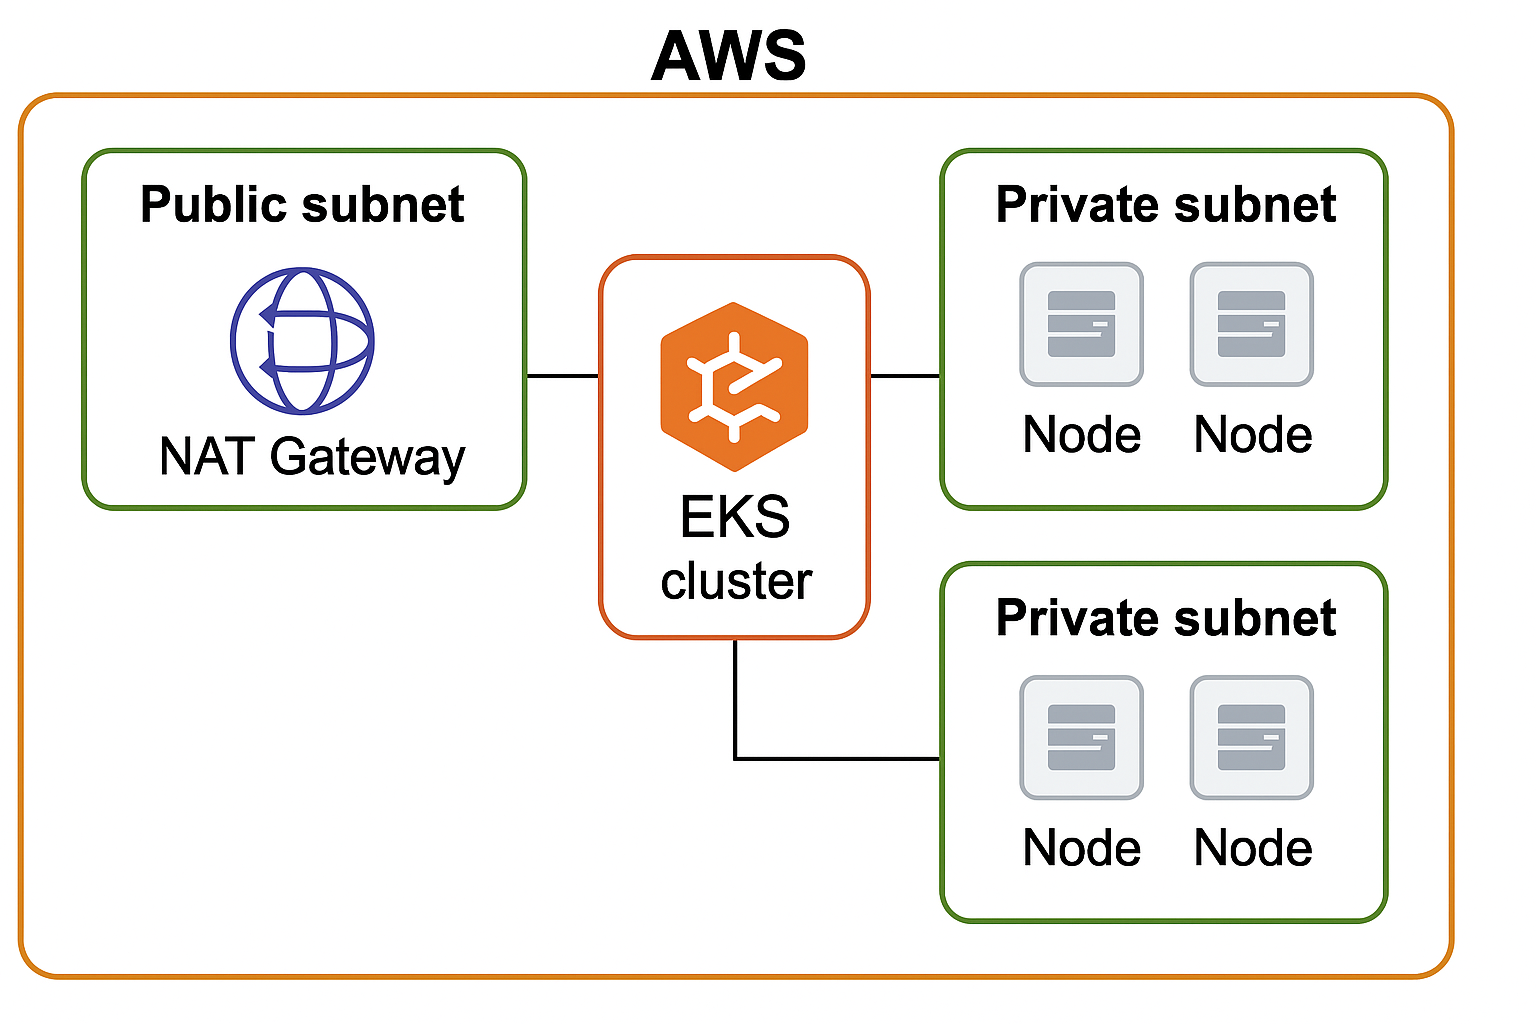 AWS
Public subnet
NAT Gateway
EKS
cluster
Private subnet
Node Node
Private subnet
Node Node